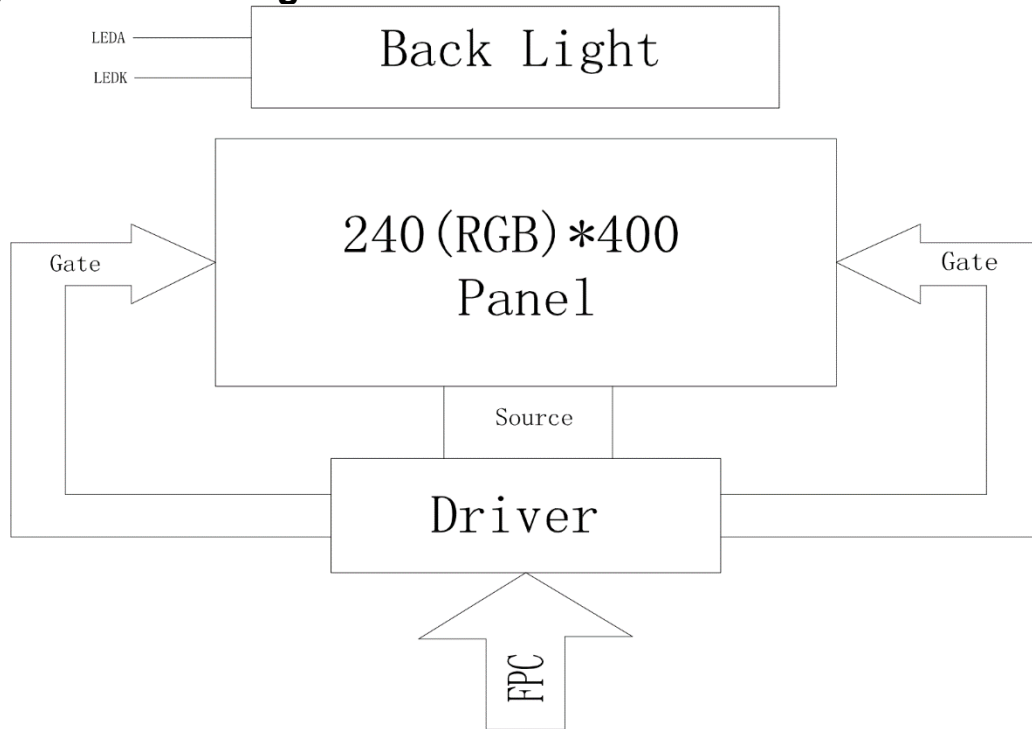 LEDA
LEDK
Back Light
240(RGB)*400
Panel
Gate
Gate
Source
Driver
FPC